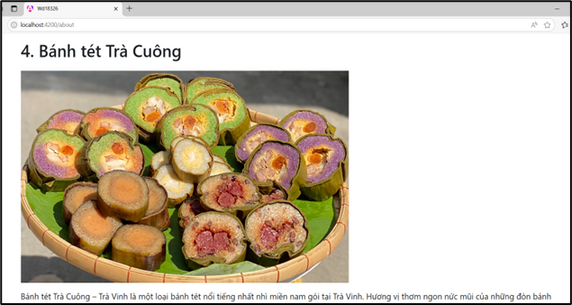 Wd18326
localhost:4200/about
4. Bánh tét Trà Cuông
Bánh tét Trà Cuông – Trà Vinh là một loại bánh tét nổi tiếng nhất nhì miền nam gói tại Trà Vinh. Hương vị thơm ngon nức mũi của những đòn bánh